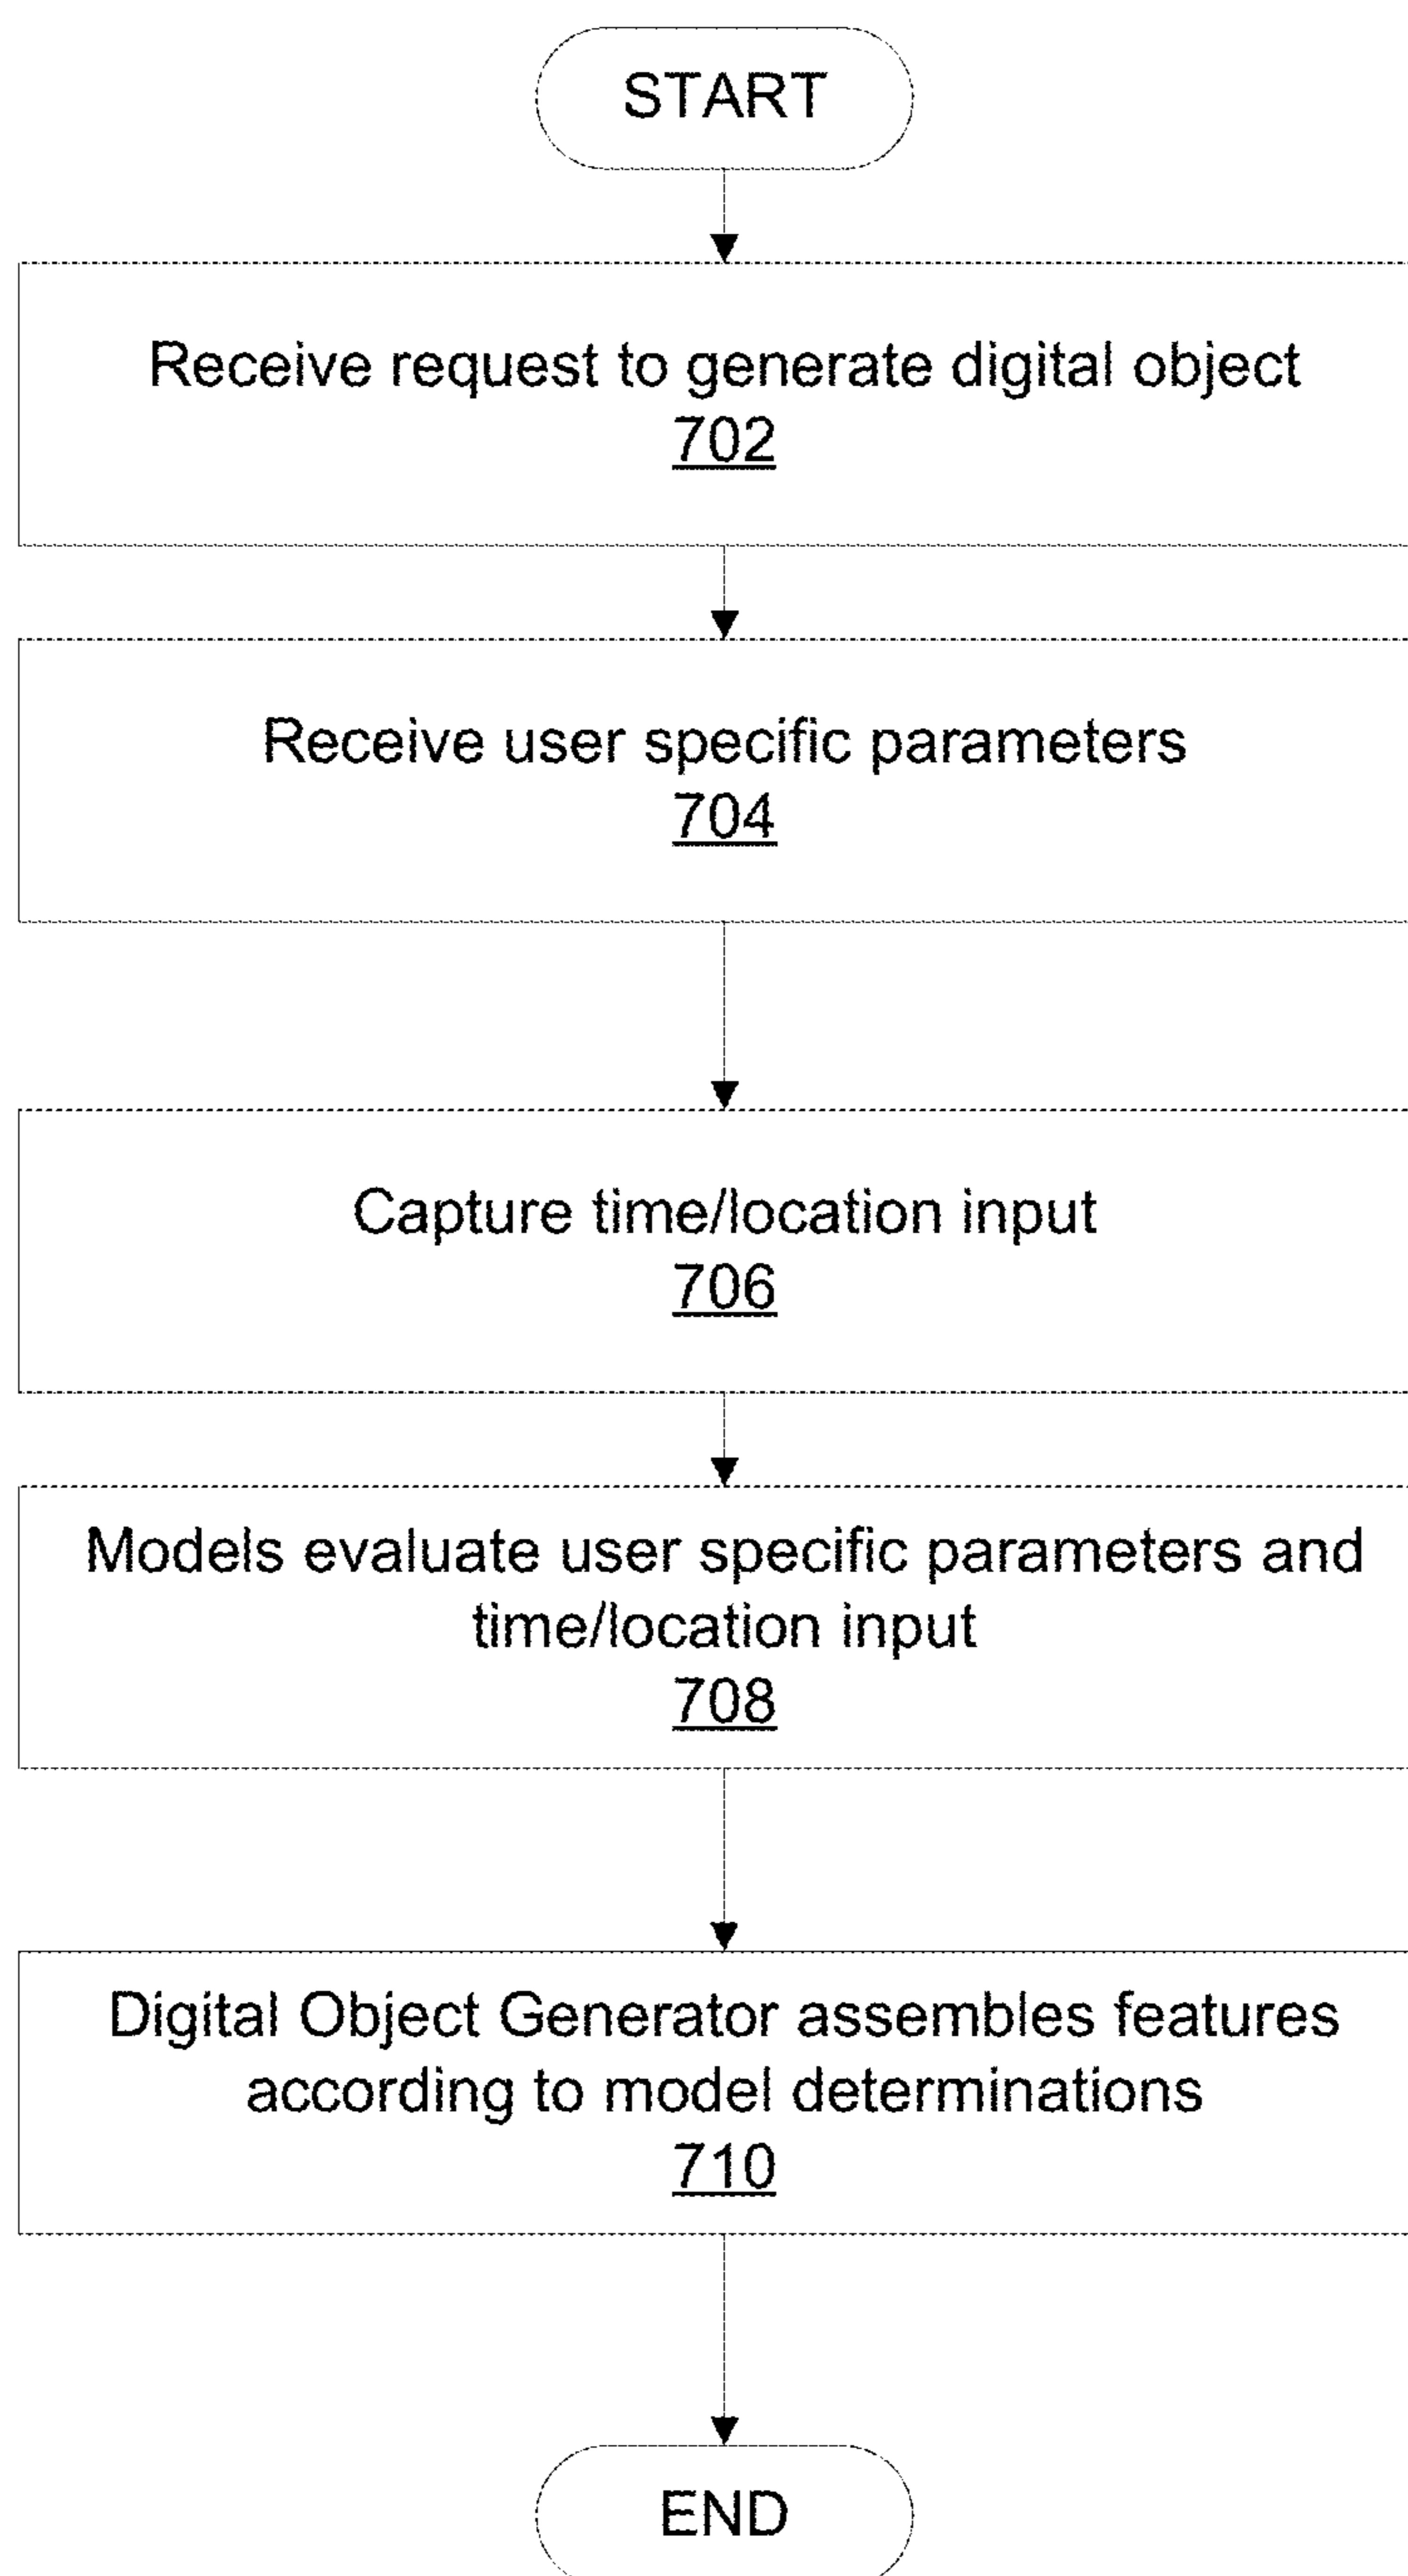 START
Receive request to generate digital object
702
Receive user specific parameters
704
Capture time/location input
706
Models evaluate user specific parameters and
time/location input
708
Digital Object Generator assembles features
according to model determinations
710
END